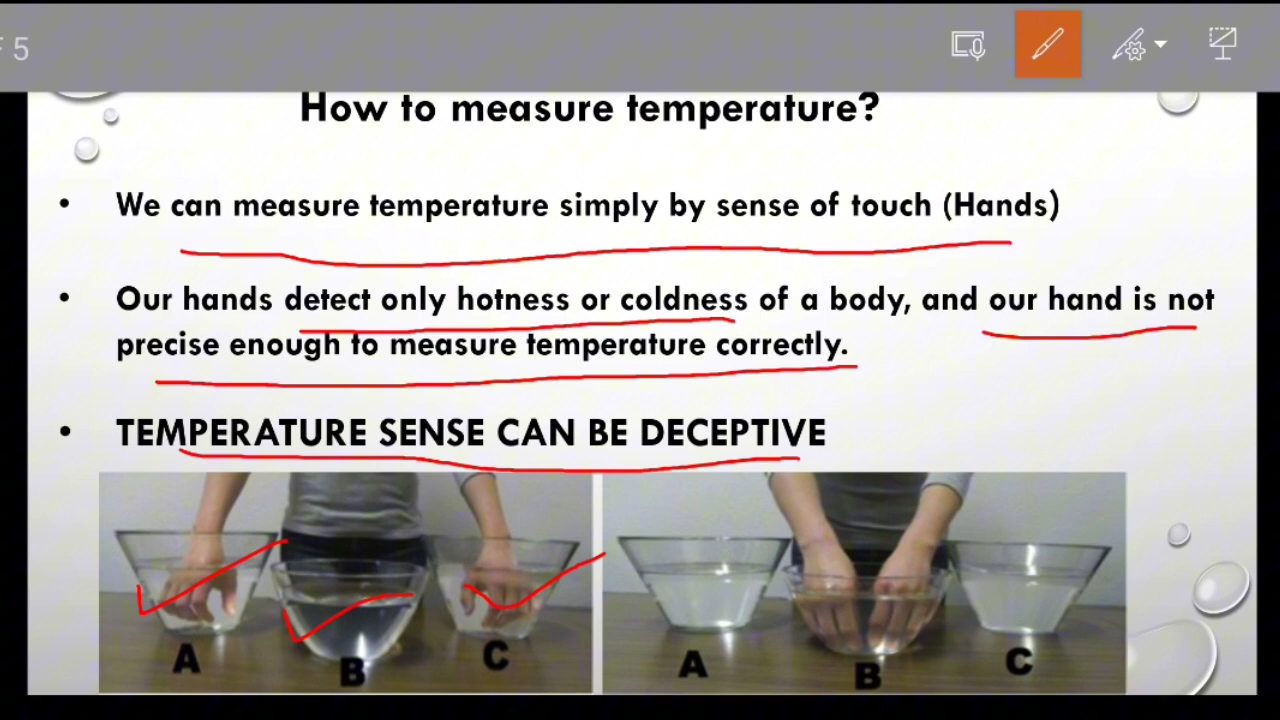 5
How to measure temperature?
• We can measure temperature simply by sense of touch (Hands)
• Our hands detect only hotness or coldness of a body, and our hand is not
precise enough to measure temperature correctly.
• TEMPERATURE SENSE CAN BE DECEPTIVE
A B C A B C